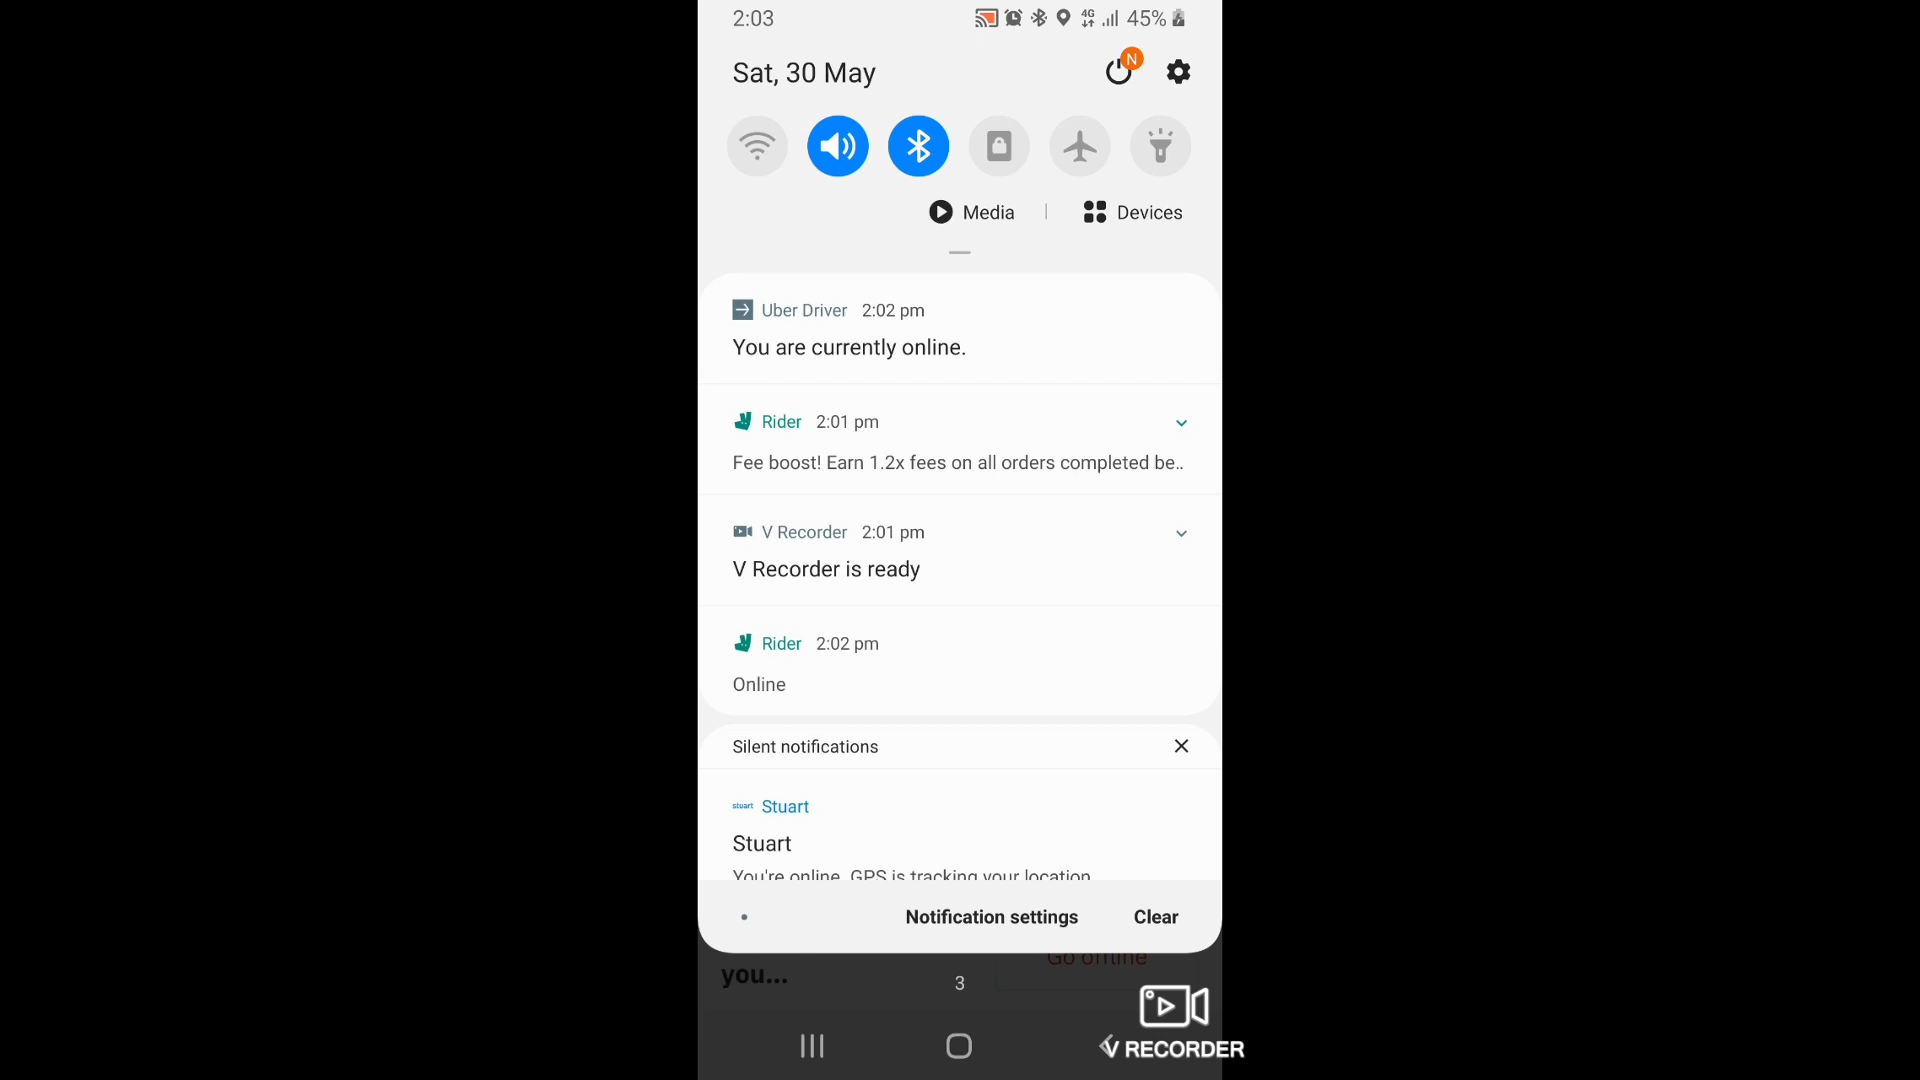 2:03 4G 45%
Sat, 30 May N
Media | Devices
Uber Driver 2:02 pm
You are currently online.
Rider 2:01 pm
Fee boost! Earn 1.2x fees on all orders completed be..
V Recorder 2:01 pm
V Recorder is ready
Rider 2:02 pm
Online
Silent notifications
stuart Stuart
Stuart
You're online. GPS is tracking your location
Notification settings Clear
Go offline
you...
3
V RECORDER